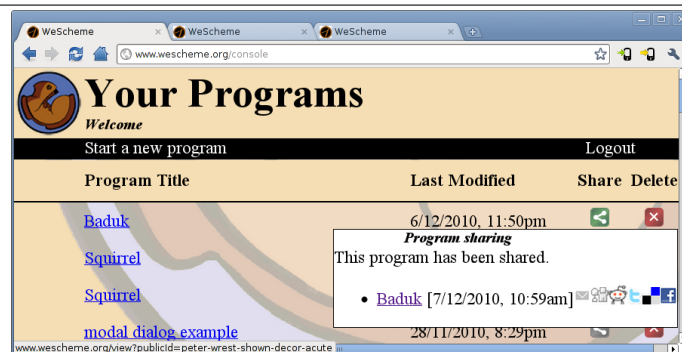 WeScheme
WeScheme
WeScheme
www.wescheme.org/console
Your Programs
Welcome
Start a new program Logout
Program Title Last Modified Share Delete
Baduk 6/12/2010, 11:50pm
Program sharing
Squirrel
This program has been shared.
Squirrel
Baduk [7/12/2010, 10:59am]
modal dialog example 28/11/2010, 8:29pm
www.wescheme.org/view?publicId=peter-wrest-shown-decor-acute